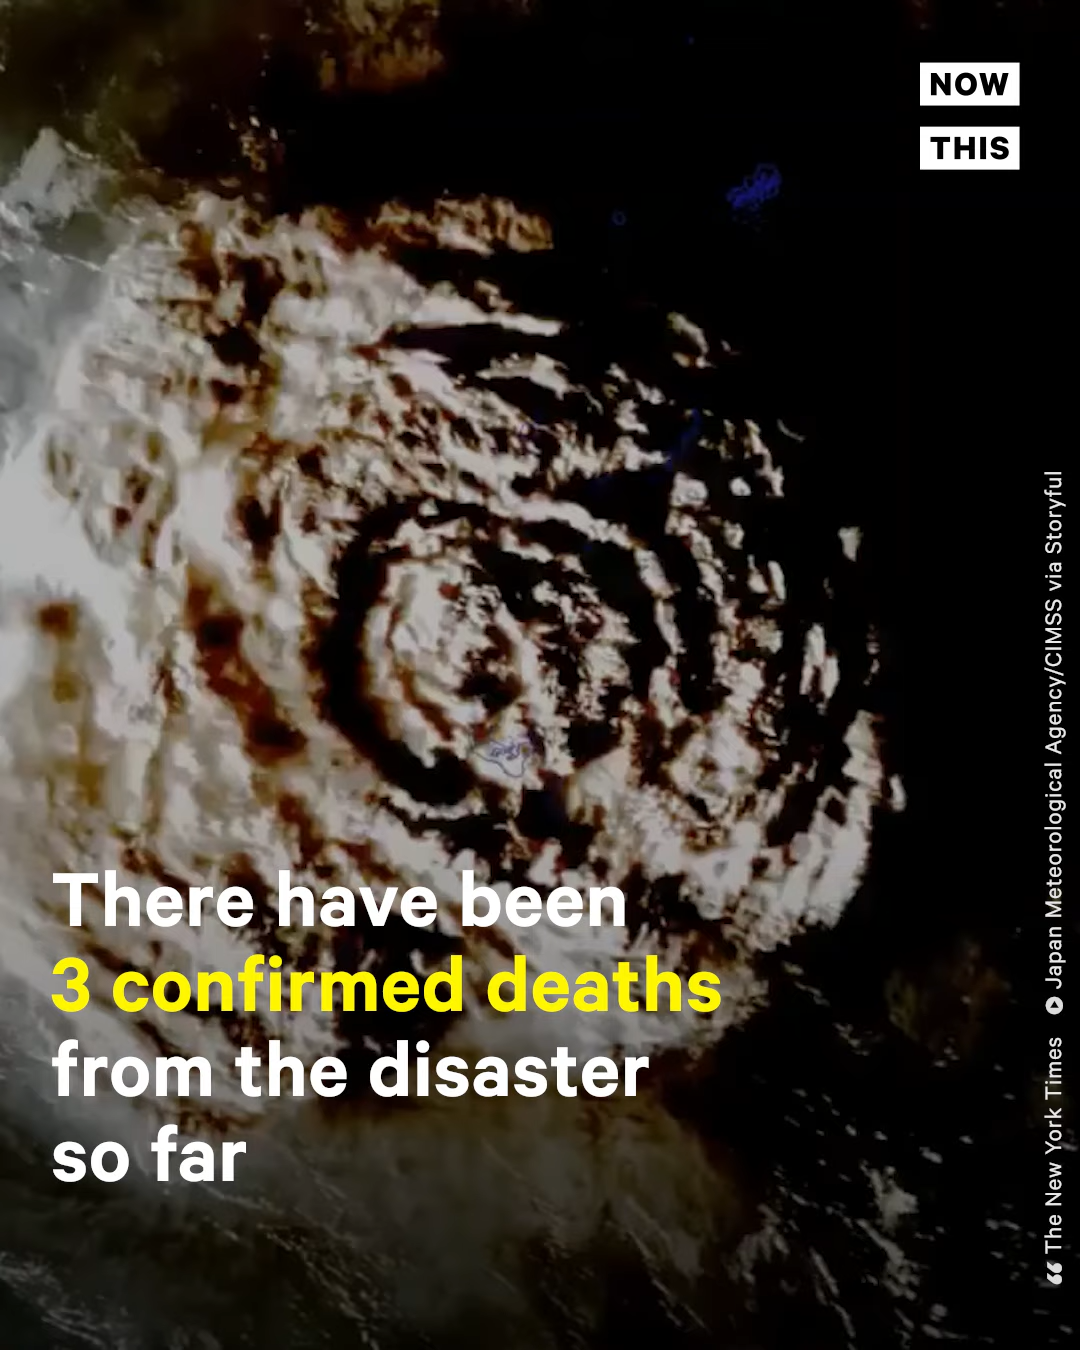 NOW
THIS
There have been
3 confirmed deaths
from the disaster
so far
❝ The New York Times Japan Meteorological Agency/CIMSS via Storyful